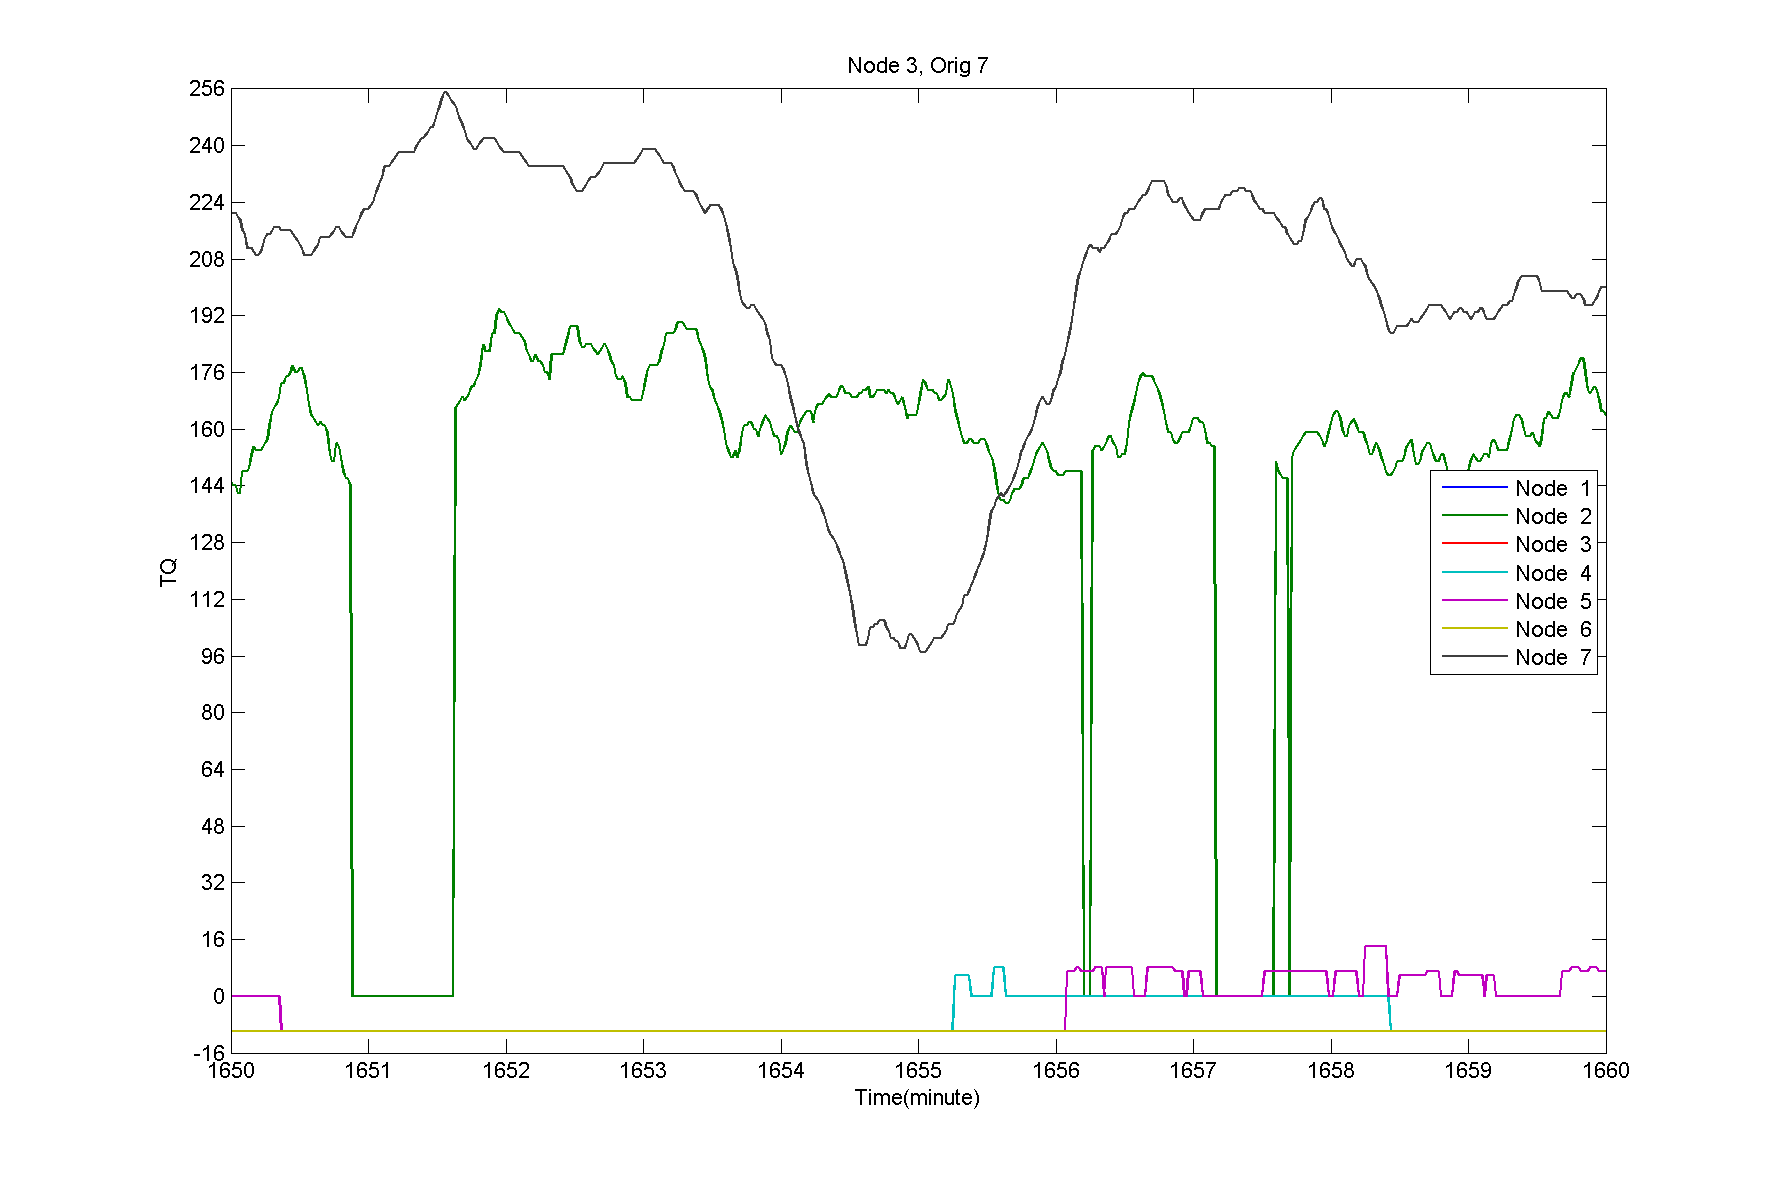 Node 3, Orig 7
256
240
224
208
192
176
160
144
128
112
96
80
64
48
32
16
0
-16
TQ
Node 1
Node 2
Node 3
Node 4
Node 5
Node 6
Node 7
1650 1651 1652 1653 1654 1655 1656 1657 1658 1659 1660
Time(minute)